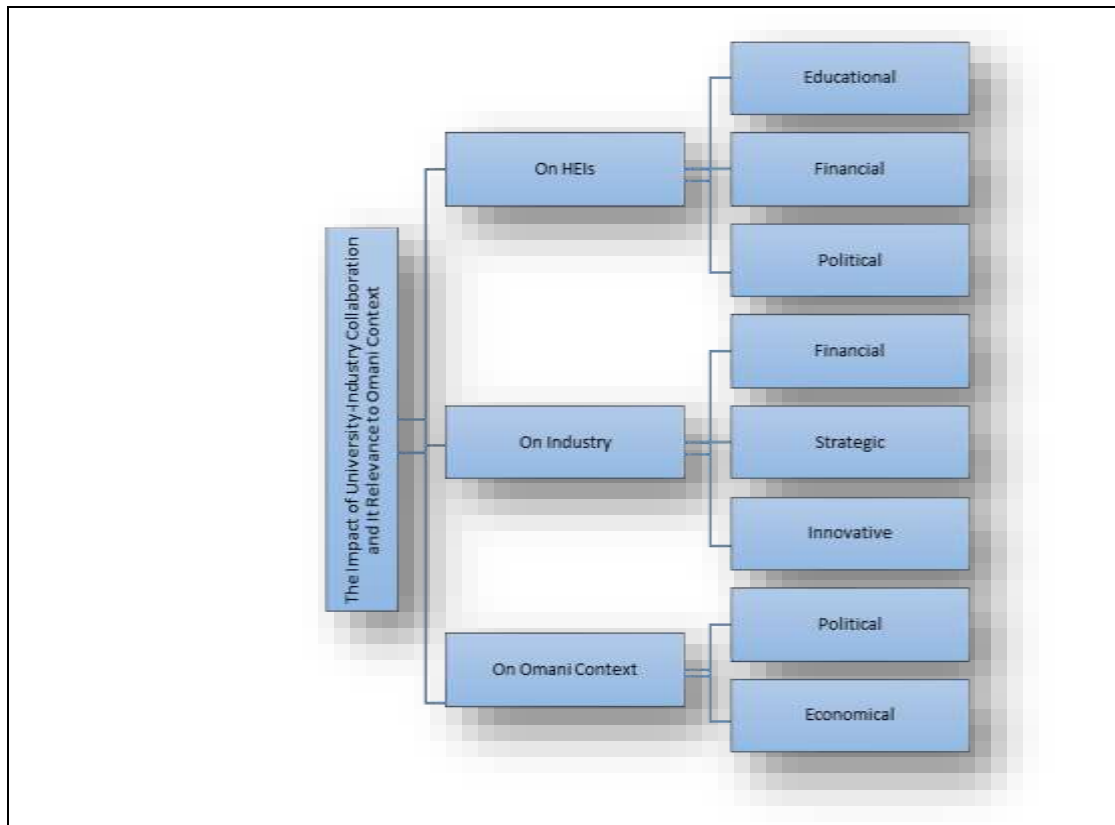 The Impact of University-Industry Collaboration
and It Relevance to Omani Context
On HEIs
Educational
Financial
Political
On Industry
Financial
Strategic
Innovative
On Omani Context
Political
Economical